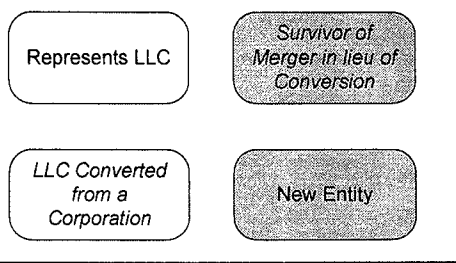 Represents LLC
Survivor of
Merger in lieu of
Conversion
LLC Converted
from a
Corporation
New Entity